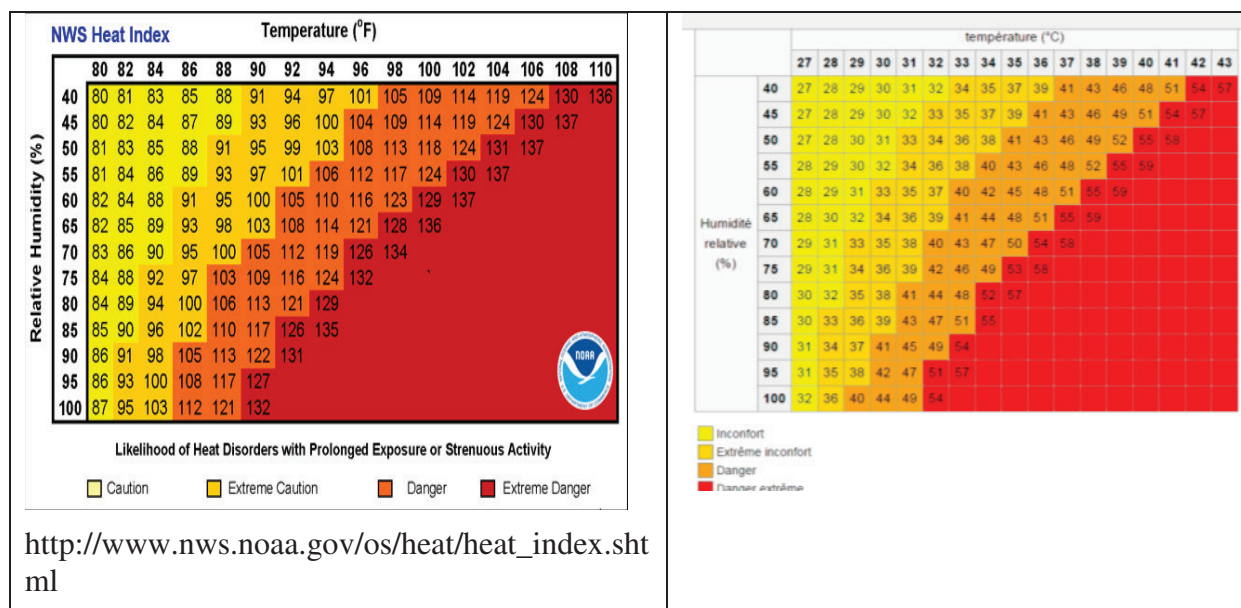 NWS Heat Index Temperature (°F)
80 82 84 86 88 90 92 94 96 98 100 102 104 106 108 110
40 80 81 83 85 88 91 94 97 101 105 109 114 119 124 130 136
45 80 82 84 87 89 93 96 100 104 109 114 119 124 130 137
50 81 83 85 88 91 95 99 103 108 113 118 124 131 137
55 81 84 86 89 93 97 101 106 112 117 124 130 137
60 82 84 88 91 95 100 105 110 116 123 129 137
65 82 85 89 93 98 103 108 114 121 128 136
70 83 86 90 95 100 105 112 119 126 134
75 84 88 92 97 103 109 116 124 132
80 84 89 94 100 106 113 121 129
85 85 90 96 102 110 117 126 135
90 86 91 98 105 113 122 131
95 86 93 100 108 117 127
100 87 95 103 112 121 132
Relative Humidity (%)
NOAA
Likelihood of Heat Disorders with Prolonged Exposure or Strenuous Activity
Caution Extreme Caution Danger Extreme Danger
http://www.nws.noaa.gov/os/heat/heat_index.sht
ml
température (°C)
27 28 29 30 31 32 33 34 35 36 37 38 39 40 41 42 43
40 27 28 29 30 31 32 34 35 37 39 41 43 46 48 51 54 57
45 27 28 29 30 32 33 35 37 39 41 43 46 49 51 54 57
50 27 28 30 31 33 34 36 38 41 43 46 49 52 55 58
55 28 29 30 32 34 36 38 40 43 46 48 52 55 59
60 28 29 31 33 35 37 40 42 45 48 51 55 59
65 28 30 32 34 36 39 41 44 48 51 55 59
70 29 31 33 35 38 40 43 47 50 54 58
75 29 31 34 36 39 42 46 49 53 58
80 30 32 35 38 41 44 48 52 57
85 30 33 36 39 43 47 51 55
90 31 34 37 41 45 49 54
95 31 35 38 42 47 51 57
100 32 36 40 44 49 54
Humidité
relative
(%)
Inconfort
Extrême inconfort
Danger
Danger extrême